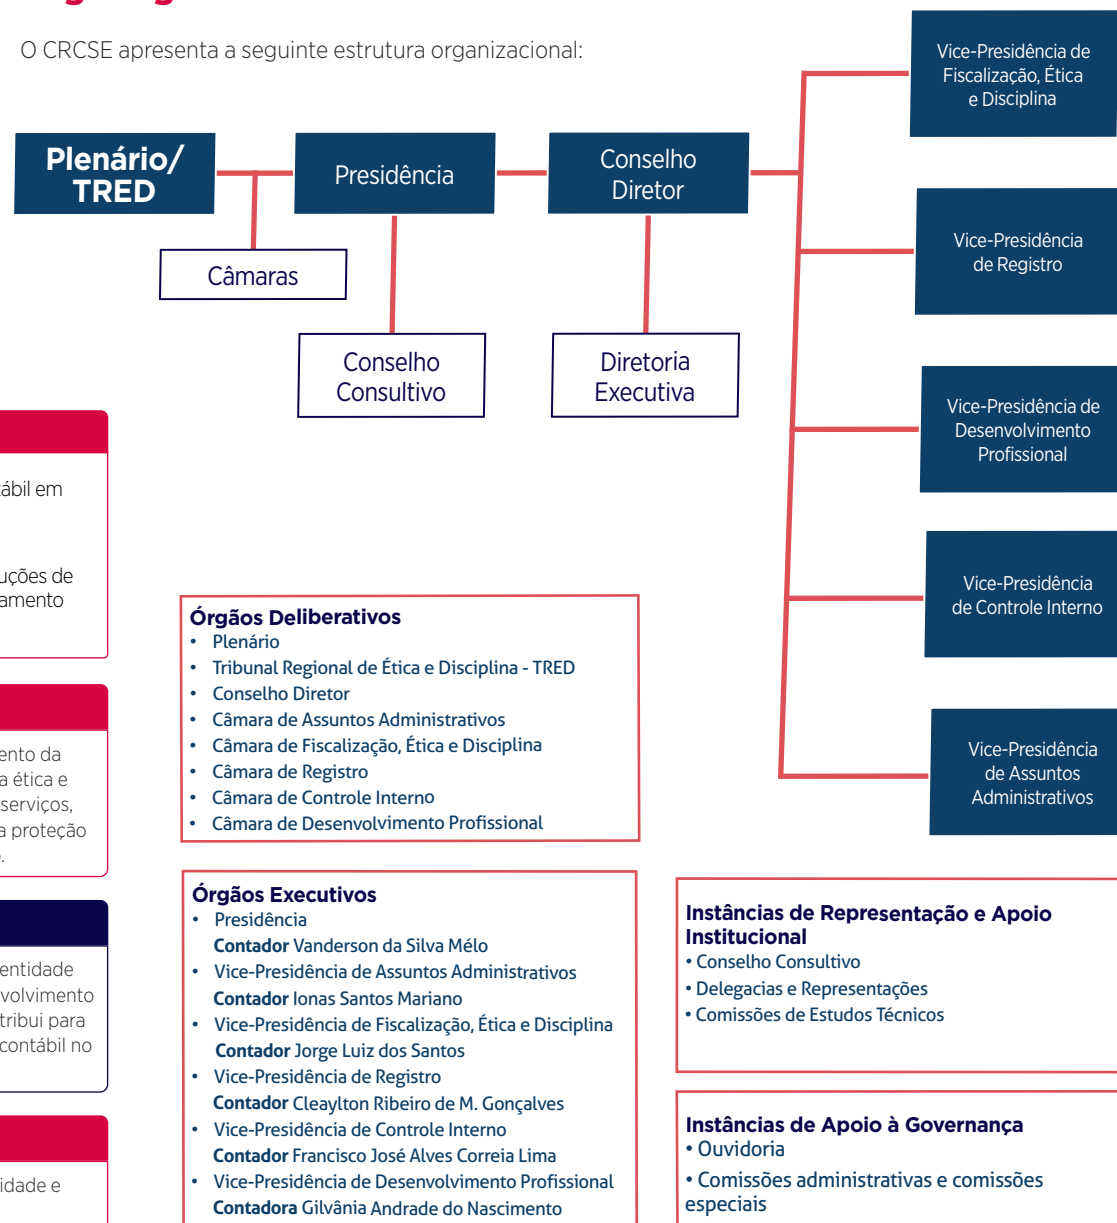 O CRCSE apresenta a seguinte estrutura organizacional:
Plenário/
TRED
Presidência
Conselho
Diretor
Câmaras
Conselho
Consultivo
Diretoria
Executiva
Vice-Presidência de
Fiscalização, Ética
e Disciplina
Vice-Presidência
de Registro
Vice-Presidência de
Desenvolvimento
Profissional
Vice-Presidência
de Controle Interno
Vice-Presidência
de Assuntos
Administrativos
ábil em
uções de
amento
ento da
a ética e
serviços,
a proteção
entidade
volvimento
tribui para
contábil no
idade e
Órgãos Deliberativos
• Plenário
• Tribunal Regional de Ética e Disciplina - TRED
• Conselho Diretor
• Câmara de Assuntos Administrativos
• Câmara de Fiscalização, Ética e Disciplina
• Câmara de Registro
• Câmara de Controle Interno
• Câmara de Desenvolvimento Profissional
Órgãos Executivos
• Presidência
Contador Vanderson da Silva Mélo
• Vice-Presidência de Assuntos Administrativos
Contador Ionas Santos Mariano
• Vice-Presidência de Fiscalização, Ética e Disciplina
Contador Jorge Luiz dos Santos
• Vice-Presidência de Registro
Contador Cleaylton Ribeiro de M. Gonçalves
• Vice-Presidência de Controle Interno
Contador Francisco José Alves Correia Lima
• Vice-Presidência de Desenvolvimento Profissional
Contadora Gilvânia Andrade do Nascimento
Instâncias de Representação e Apoio
Institucional
• Conselho Consultivo
• Delegacias e Representações
• Comissões de Estudos Técnicos
Instâncias de Apoio à Governança
• Ouvidoria
• Comissões administrativas e comissões
especiais